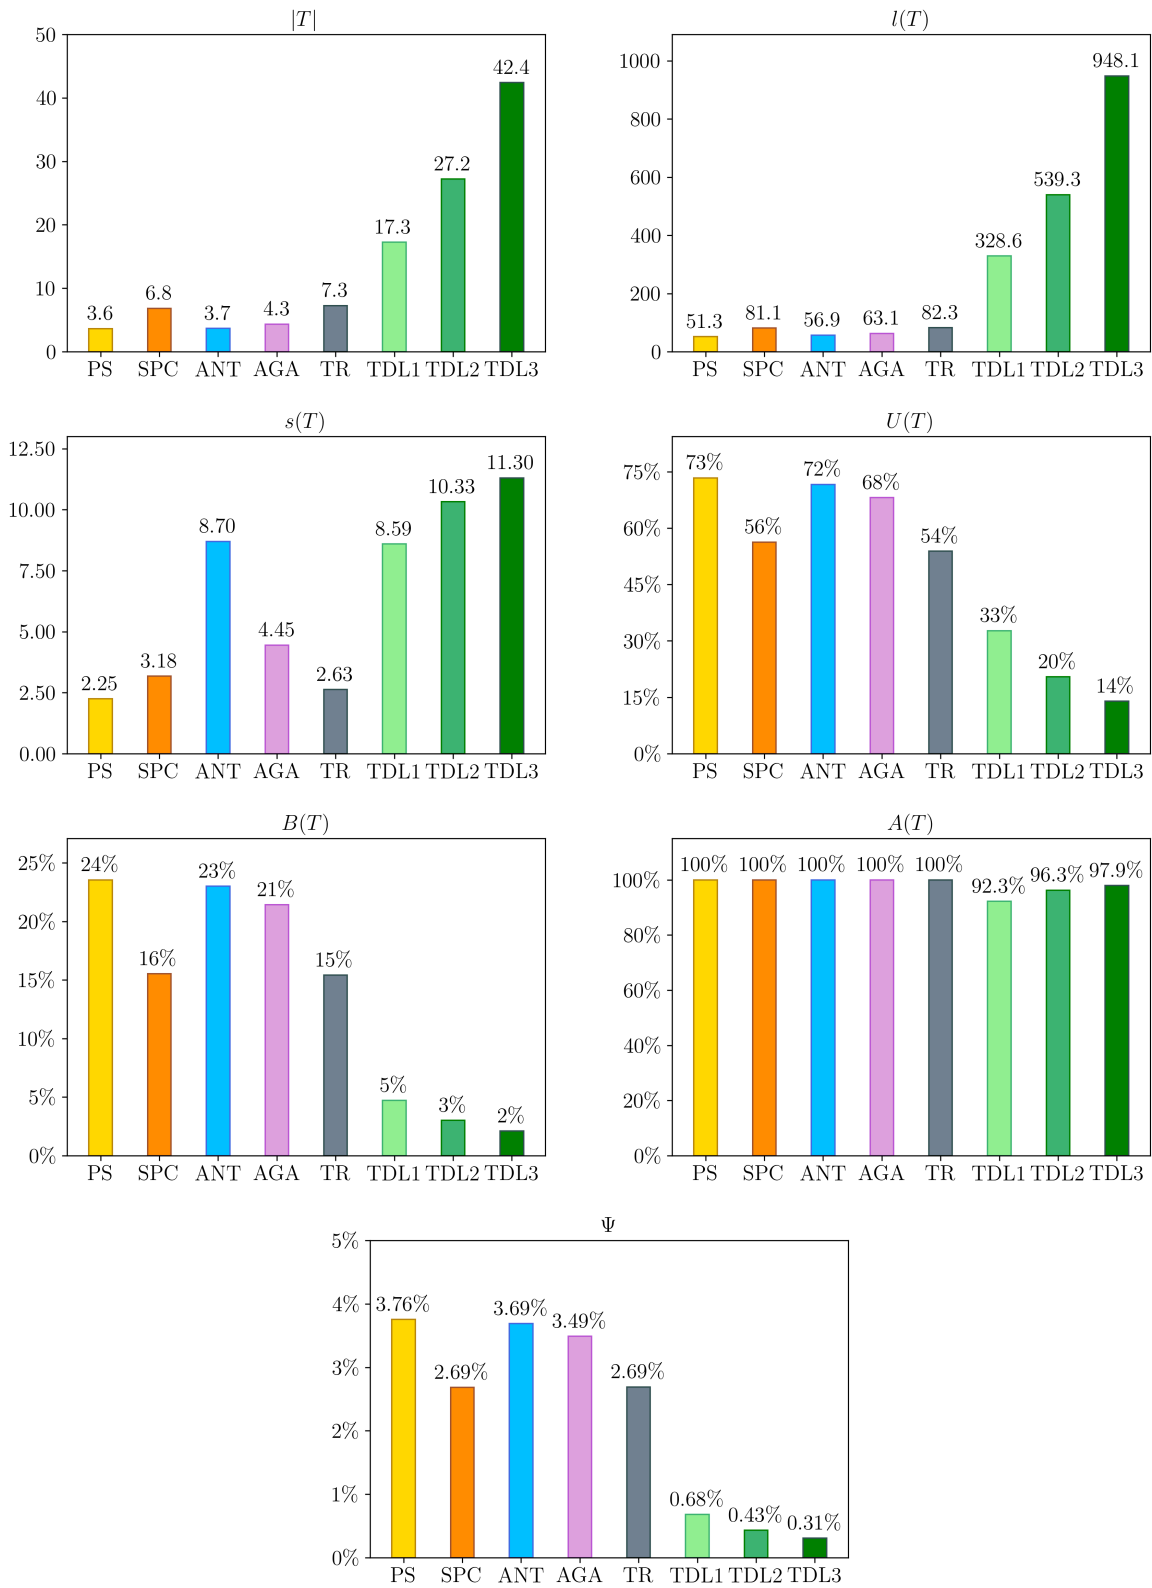 |T|
50
40
30
20
10
0
3.6 6.8 3.7 4.3 7.3 17.3 27.2 42.4
PS SPC ANT AGA TR TDL1 TDL2 TDL3
l(T)
1000
800
600
400
200
0
51.3 81.1 56.9 63.1 82.3 328.6 539.3 948.1
PS SPC ANT AGA TR TDL1 TDL2 TDL3
s(T)
12.50
10.00
7.50
5.00
2.50
0.00
2.25 3.18 8.70 4.45 2.63 8.59 10.33 11.30
PS SPC ANT AGA TR TDL1 TDL2 TDL3
U(T)
75%
60%
45%
30%
15%
0%
73% 56% 72% 68% 54% 33% 20% 14%
PS SPC ANT AGA TR TDL1 TDL2 TDL3
B(T)
25%
20%
15%
10%
5%
0%
24% 16% 23% 21% 15% 5% 3% 2%
PS SPC ANT AGA TR TDL1 TDL2 TDL3
A(T)
100%
80%
60%
40%
20%
0%
100% 100% 100% 100% 100% 92.3% 96.3% 97.9%
PS SPC ANT AGA TR TDL1 TDL2 TDL3
Ψ
5%
4%
3%
2%
1%
0%
3.76% 2.69% 3.69% 3.49% 2.69% 0.68% 0.43% 0.31%
PS SPC ANT AGA TR TDL1 TDL2 TDL3